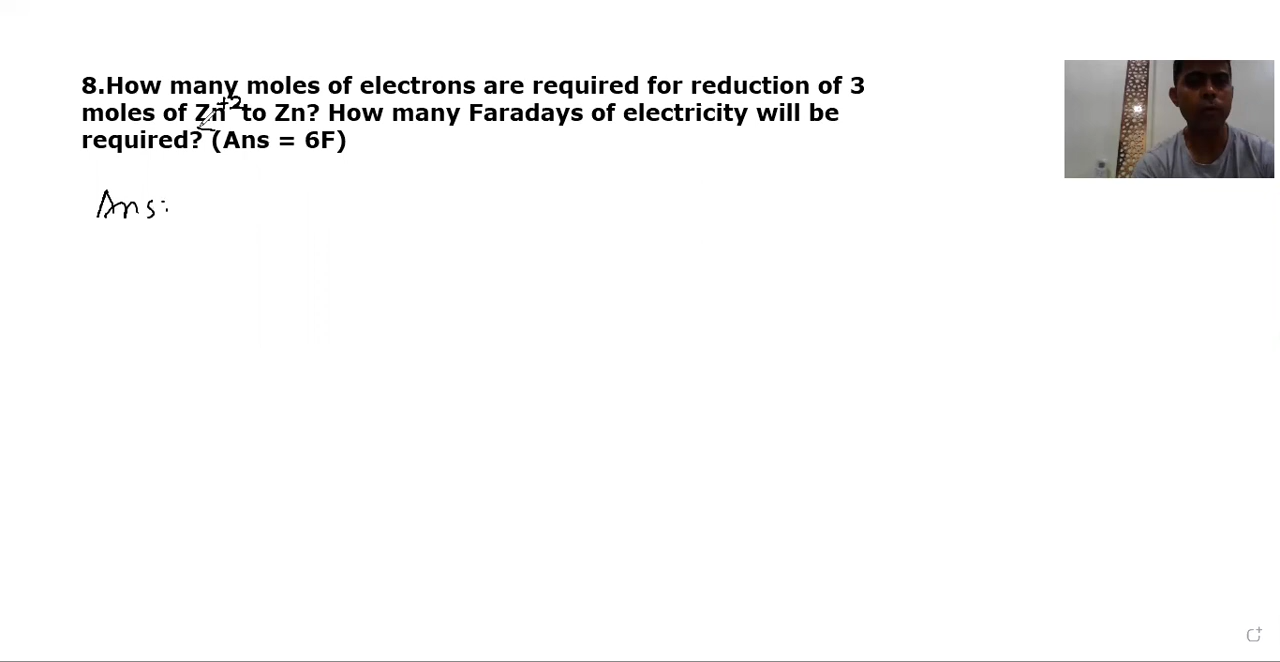 8.How many moles of electrons are required for reduction of 3
moles of Zn+2 to Zn? How many Faradays of electricity will be
required? (Ans = 6F)
Ans: